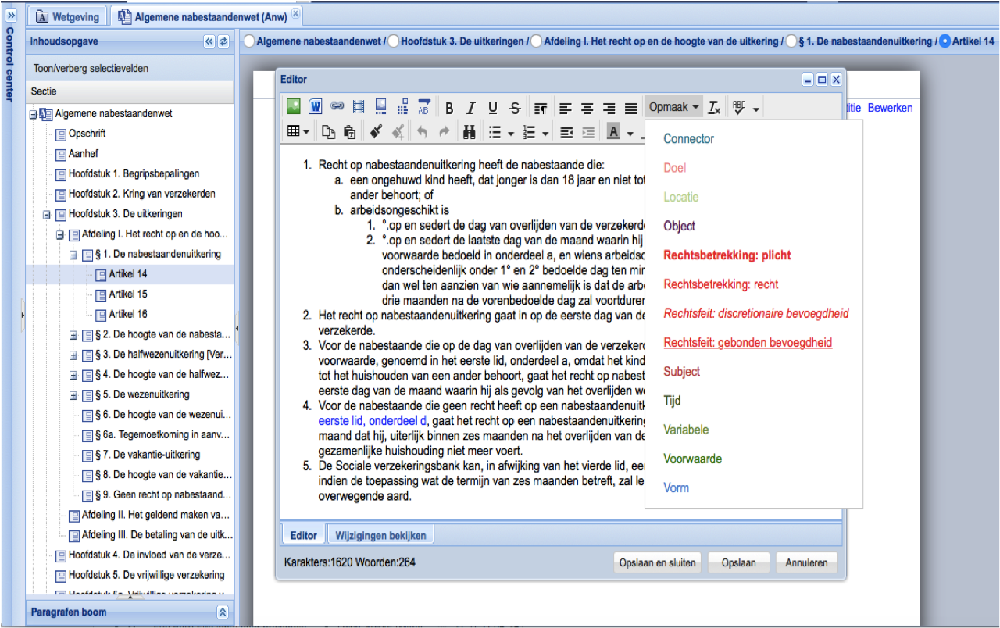 Wetgeving
Algemene nabestaandenwet (Anw)
Control center
Inhoudsopgave
Algemene nabestaandenwet / Hoofdstuk 3. De uitkeringen / Afdeling I. Het recht op en de hoogte van de uitkering / § 1. De nabestaandenuitkering / Artikel 14
Toon/verberg selectievelden
Sectie
Algemene nabestaandenwet
Opschrift
Aanhef
Hoofdstuk 1. Begripsbepalingen
Hoofdstuk 2. Kring van verzekerden
Hoofdstuk 3. De uitkeringen
Afdeling I. Het recht op en de hoo...
§ 1. De nabestaandenuitkering
Artikel 14
Artikel 15
Artikel 16
§ 2. De hoogte van de nabesta...
§ 3. De halfwezenuitkering [Ver...
§ 4. De hoogte van de halfwez...
§ 5. De wezenuitkering
§ 6. De hoogte van de wezenui...
§ 6a. Tegemoetkoming in aanv...
§ 7. De vakantie-uitkering
§ 8. De hoogte van de vakantie...
§ 9. Geen recht op nabestaand...
Afdeling II. Het geldend maken va...
Afdeling III. De betaling van de uitk...
Hoofdstuk 4. De invloed van de verze...
Hoofdstuk 5. De vrijwillige verzekering
Paragrafen boom
Editor
titie Bewerken
W AB B I U S Opmaak Tx ABC
A
1. Recht op nabestaandenuitkering heeft de nabestaande die:
a. een ongehuwd kind heeft, dat jonger is dan 18 jaar en niet tot
ander behoort; of
b. arbeidsongeschikt is
1. °.op en sedert de dag van overlijden van de verzekerd
2. °.op en sedert de laatste dag van de maand waarin hij
voorwaarde bedoeld in onderdeel a, en wiens arbeidso
onderscheidenlijk onder 1° en 2° bedoelde dag ten min
dan wel ten aanzien van wie aannemelijk is dat de arb
drie maanden na de vorenbedoelde dag zal voortduren
2. Het recht op nabestaandenuitkering gaat in op de eerste dag van de
verzekerde.
3. Voor de nabestaande die op de dag van overlijden van de verzekerd
voorwaarde, genoemd in het eerste lid, onderdeel a, omdat het kind
tot het huishouden van een ander behoort, gaat het recht op nabest
eerste dag van de maand waarin hij als gevolg van het overlijden w
4. Voor de nabestaande die geen recht heeft op een nabestaandenuitk
eerste lid, onderdeel d, gaat het recht op een nabestaandenuitkering
maand dat hij, uiterlijk binnen zes maanden na het overlijden van de
gezamenlijke huishouding niet meer voert.
5. De Sociale verzekeringsbank kan, in afwijking van het vierde lid, ee
indien de toepassing wat de termijn van zes maanden betreft, zal le
overwegende aard.
Connector
Doel
Locatie
Object
Rechtsbetrekking: plicht
Rechtsbetrekking: recht
Rechtsfeit: discretionaire bevoegdheid
Rechtsfeit: gebonden bevoegdheid
Subject
Tijd
Variabele
Voorwaarde
Vorm
Editor Wijzigingen bekijken
Karakters:1620 Woorden:264
Opslaan en sluiten Opslaan Annuleren